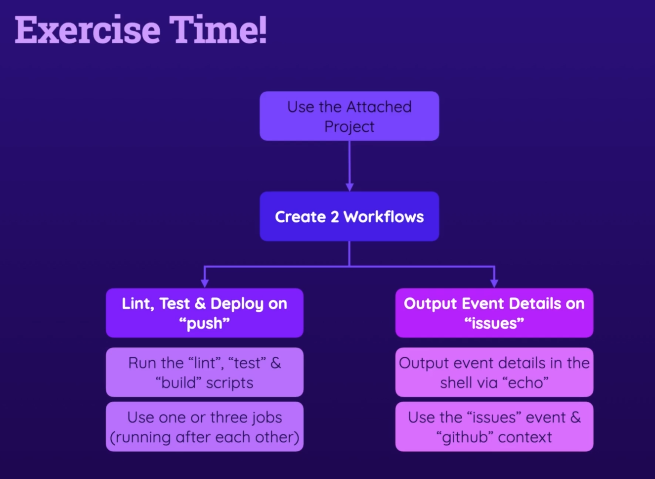 Exercise Time!
Use the Attached
Project
Create 2 Workflows
Lint, Test & Deploy on
“push”
Run the “lint”, “test” &
“build” scripts
Use one or three jobs
(running after each other)
Output Event Details on
“issues”
Output event details in the
shell via “echo”
Use the “issues” event &
“github” context